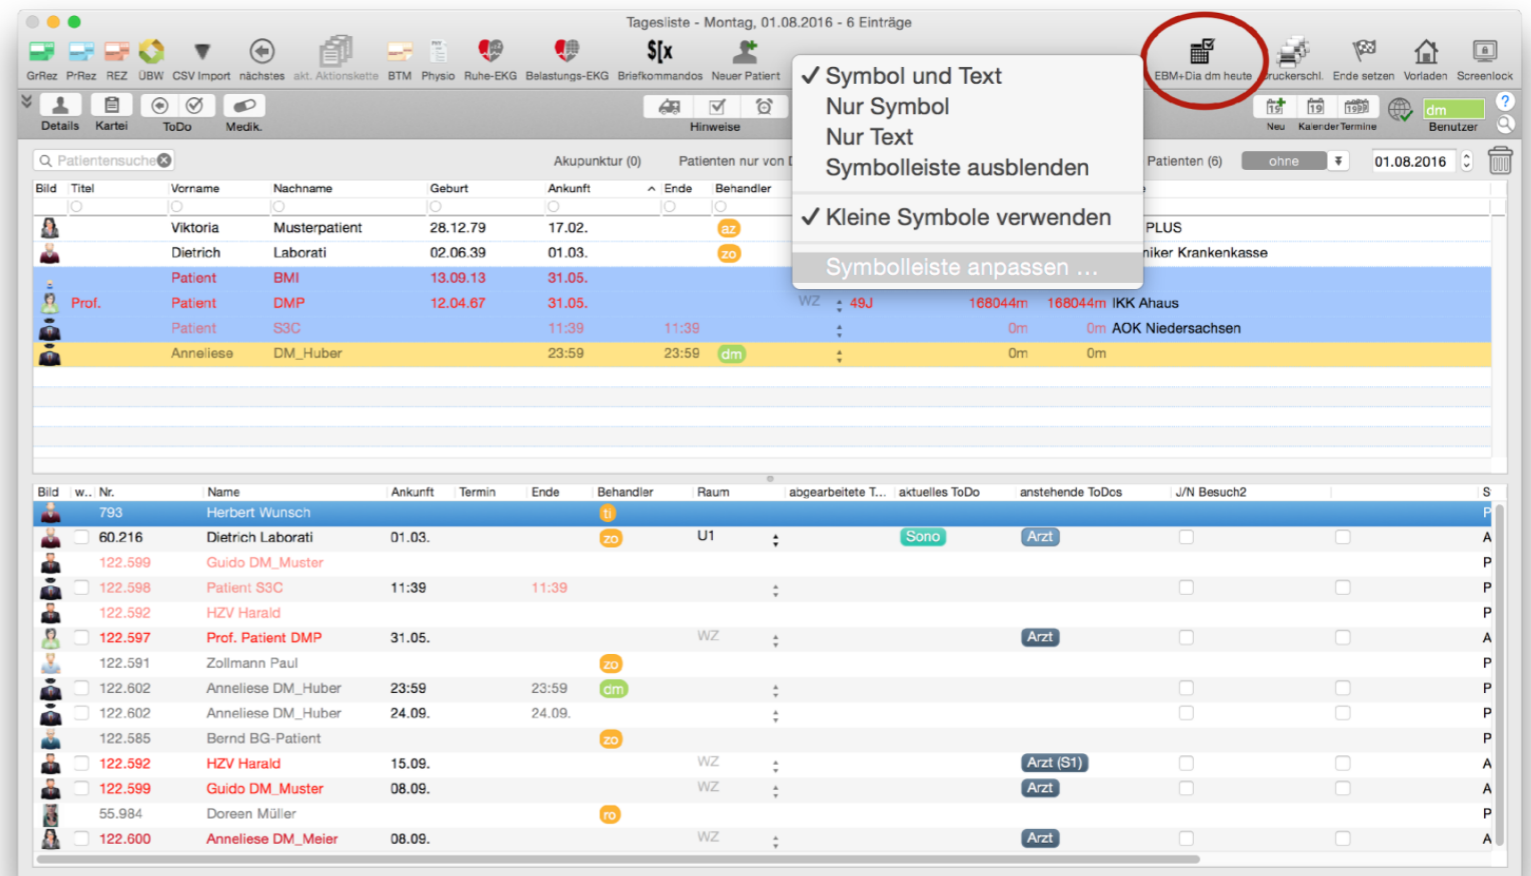 Tagesliste - Montag, 01.08.2016 - 6 Einträge
GrRez PrRez REZ ÜBW CSV Import nächstes akt. Aktionskette BTM Physio Ruhe-EKG Belastungs-EKG Briefkommandos Neuer Patient EBM+Dia dm heute Druckerschl. Ende setzen Vorladen Screenlock
$[x
✓ Symbol und Text
Nur Symbol
Nur Text
Symbolleiste ausblenden
✓ Kleine Symbole verwenden
Symbolleiste anpassen ...
Details Kartei ToDo Medik. Hinweise Neu Kalender Termine dm Benutzer ?
Patientensuche Akupunktur (0) Patienten nur von Patienten (6) ohne 01.08.2016
Bild Titel Vorname Nachname Geburt Ankunft Ende Behandler
Viktoria Musterpatient 28.12.79 17.02. az PLUS
Dietrich Laborati 02.06.39 01.03. zo niker Krankenkasse
Patient BMI 13.09.13 31.05.
Prof. Patient DMP 12.04.67 31.05. WZ 49J 168044m 168044m IKK Ahaus
Patient S3C 11:39 11:39 0m 0m AOK Niedersachsen
Anneliese DM_Huber 23:59 23:59 dm 0m 0m
Bild w... Nr. Name Ankunft Termin Ende Behandler Raum abgearbeitete T... aktuelles ToDo anstehende ToDos J/N Besuch2 S
793 Herbert Wunsch ti P
60.216 Dietrich Laborati 01.03. zo U1 Sono Arzt A
122.599 Guido DM_Muster P
122.598 Patient S3C 11:39 11:39 P
122.592 HZV Harald P
122.597 Prof. Patient DMP 31.05. WZ Arzt A
122.591 Zollmann Paul zo P
122.602 Anneliese DM_Huber 23:59 23:59 dm P
122.602 Anneliese DM_Huber 24.09. 24.09. P
122.585 Bernd BG-Patient zo P
122.592 HZV Harald 15.09. WZ Arzt (S1) A
122.599 Guido DM_Muster 08.09. WZ Arzt A
55.984 Doreen Müller ro P
122.600 Anneliese DM_Meier 08.09. WZ Arzt A